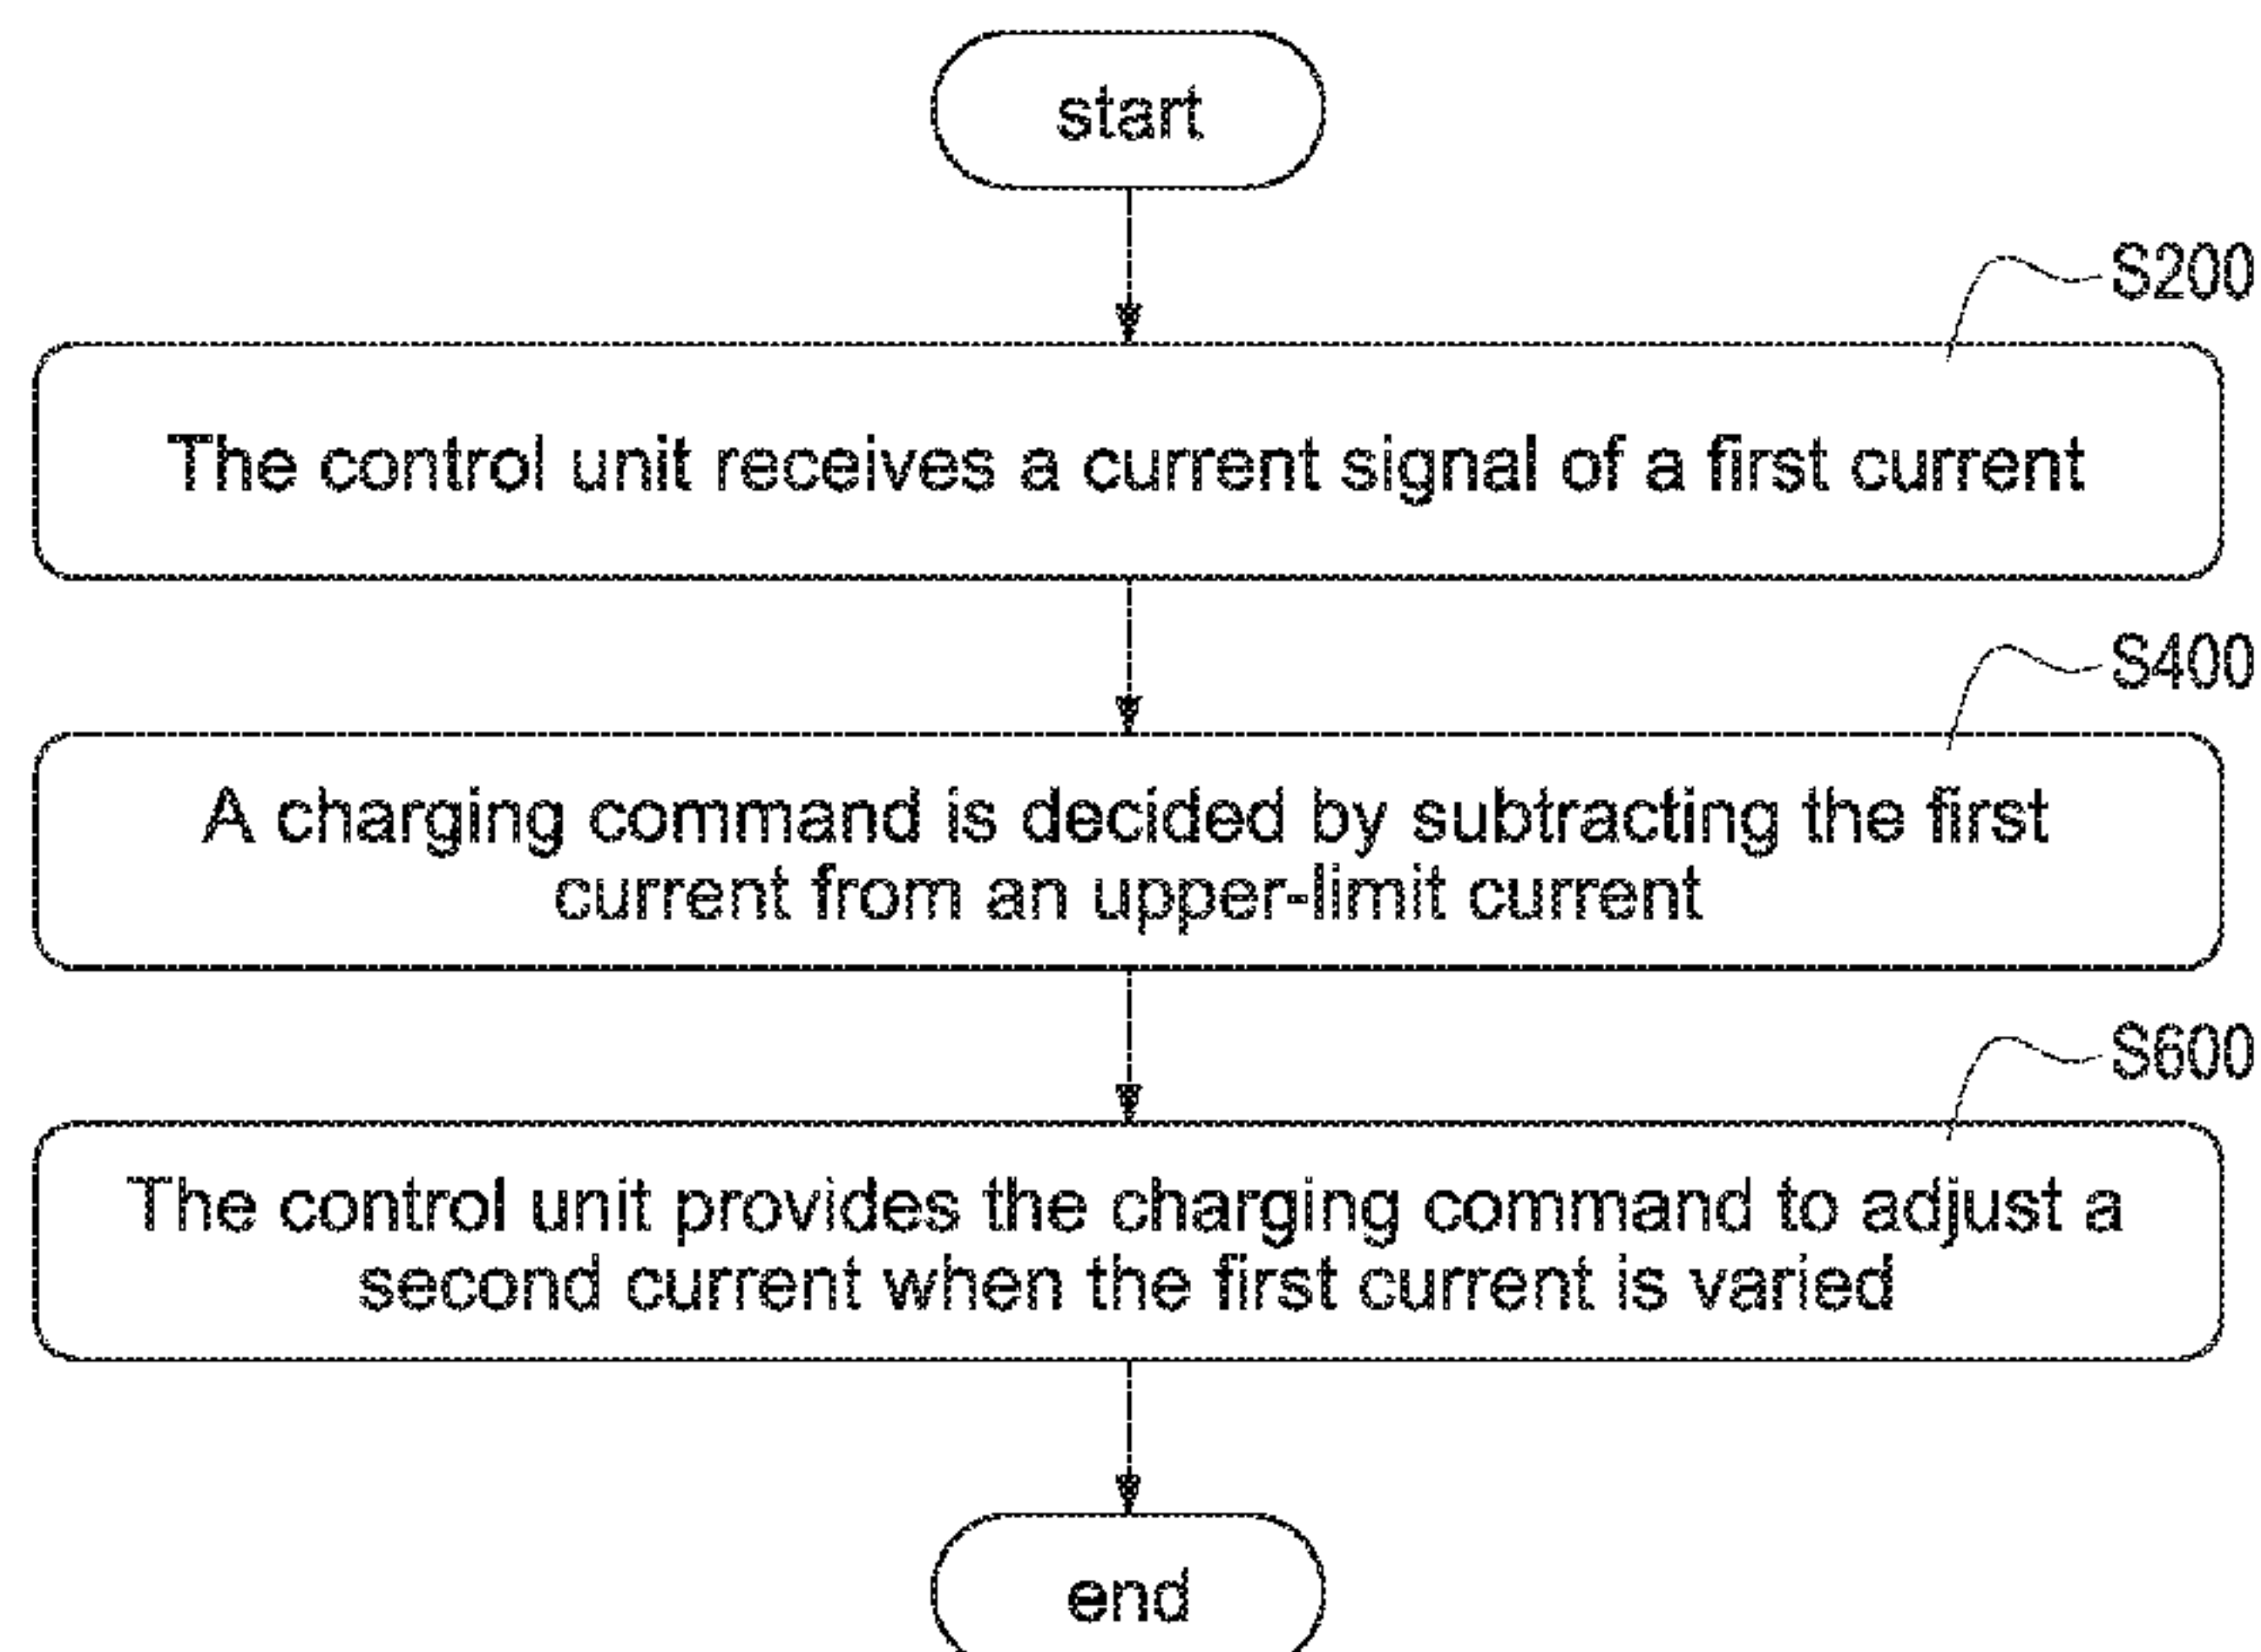 start
S200
The control unit receives a current signal of a first current
S400
A charging command is decided by subtracting the first
current from an upper-limit current
S600
The control unit provides the charging command to adjust a
second current when the first current is varied
end